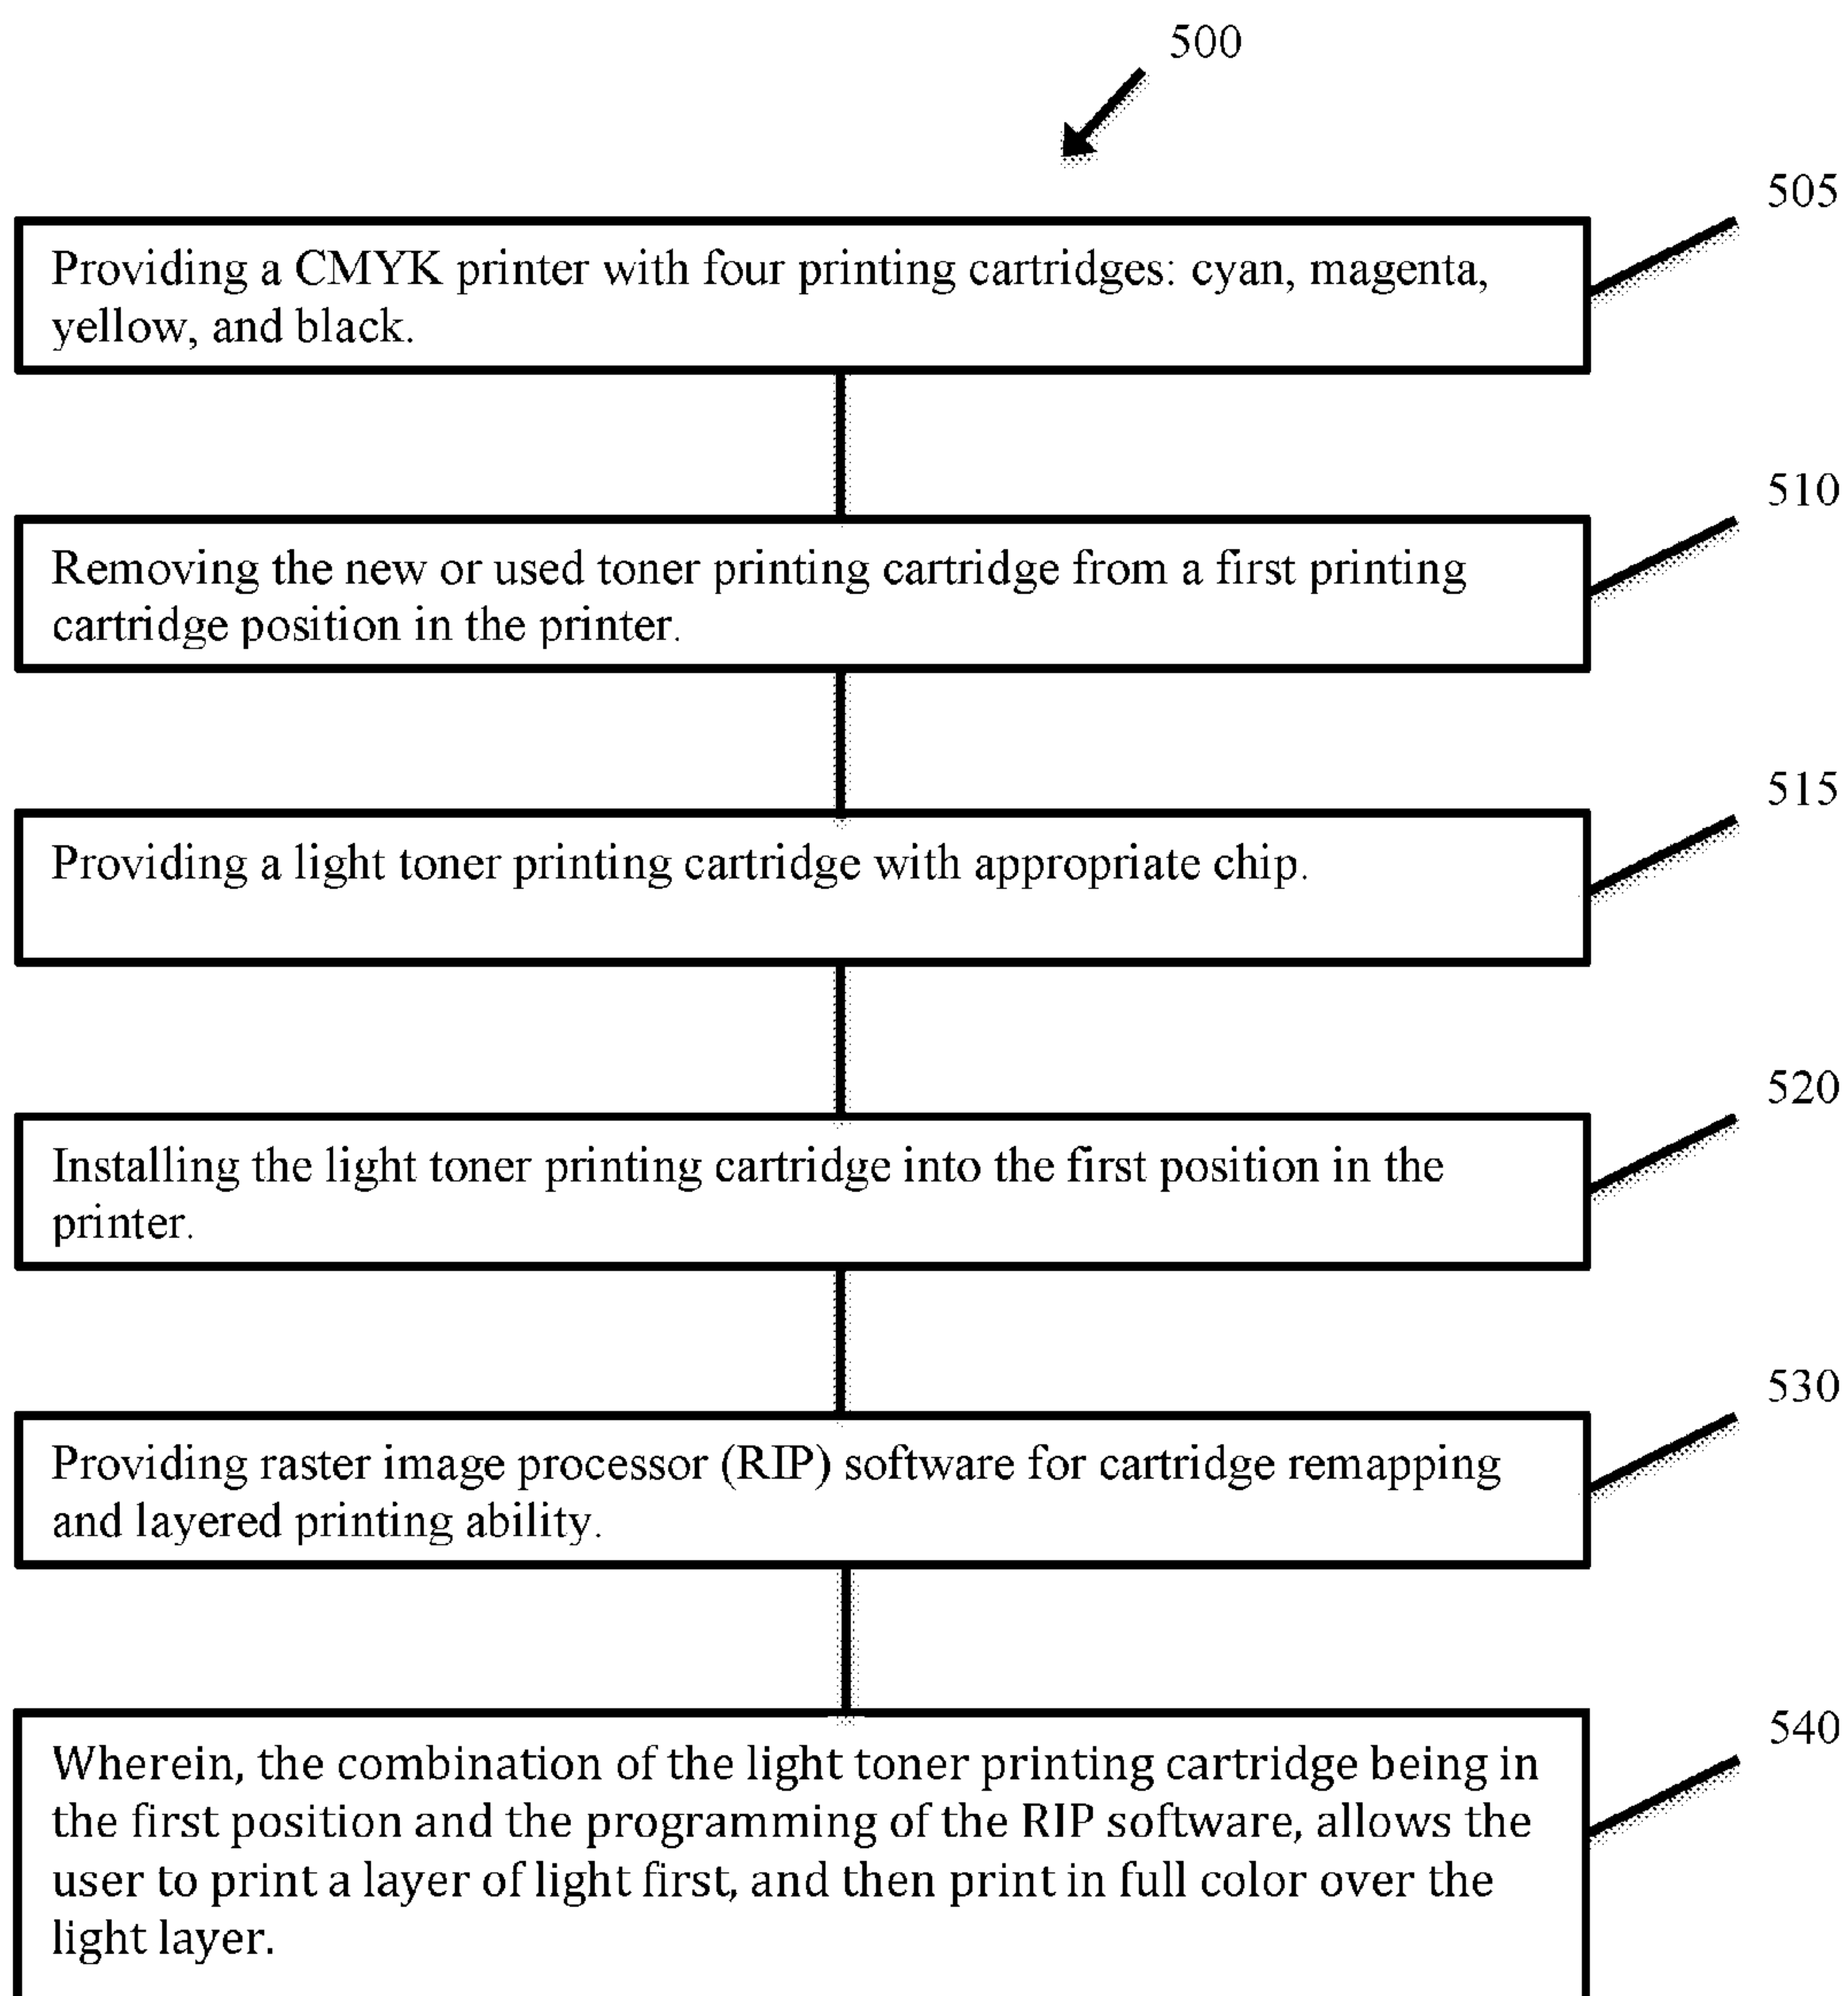 500
505
Providing a CMYK printer with four printing cartridges: cyan, magenta,
yellow, and black.
510
Removing the new or used toner printing cartridge from a first printing
cartridge position in the printer.
515
Providing a light toner printing cartridge with appropriate chip.
520
Installing the light toner printing cartridge into the first position in the
printer.
530
Providing raster image processor (RIP) software for cartridge remapping
and layered printing ability.
540
Wherein, the combination of the light toner printing cartridge being in
the first position and the programming of the RIP software, allows the
user to print a layer of light first, and then print in full color over the
light layer.